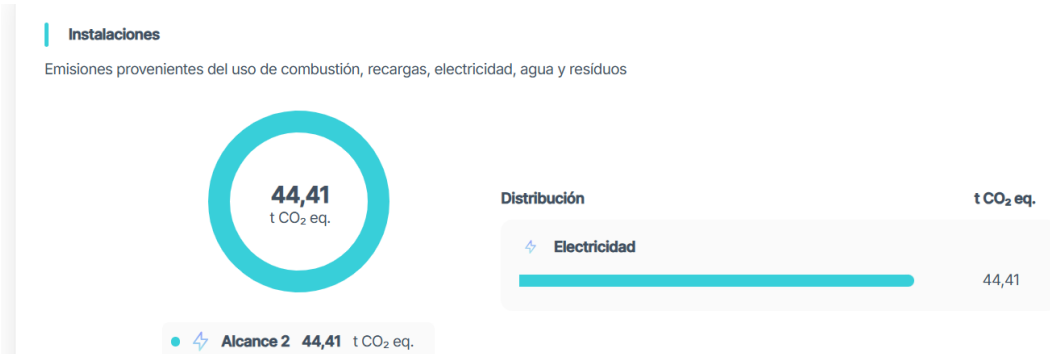 Instalaciones
Emisiones provenientes del uso de combustión, recargas, electricidad, agua y resíduos
44,41
t CO₂ eq.
Alcance 2 44,41 t CO₂ eq.
Distribución t CO₂ eq.
Electricidad
44,41